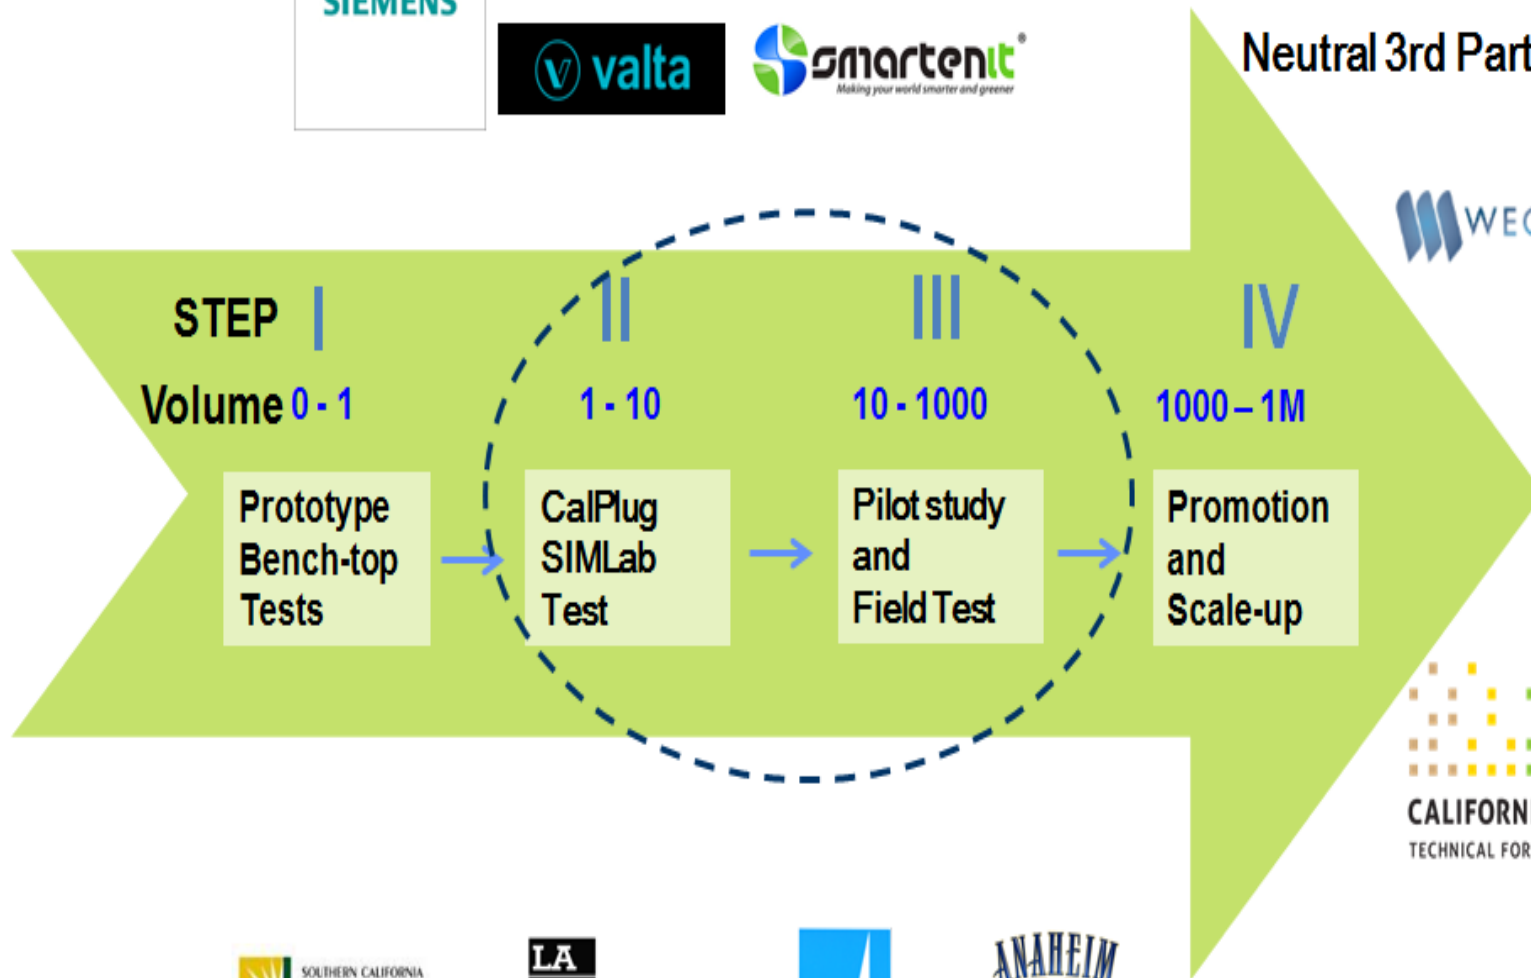 SIEMENS
valta
smartenit
Making your world smarter and greener
Neutral 3rd Part
WEC
STEP I II III IV
Volume 0 - 1 1 - 10 10 - 1000 1000 – 1M
Prototype
Bench-top
Tests
CalPlug
SIMLab
Test
Pilot study
and
Field Test
Promotion
and
Scale-up
CALIFORN
TECHNICAL FOR
SOUTHERN CALIFORNIA
LA
ANAHEIM